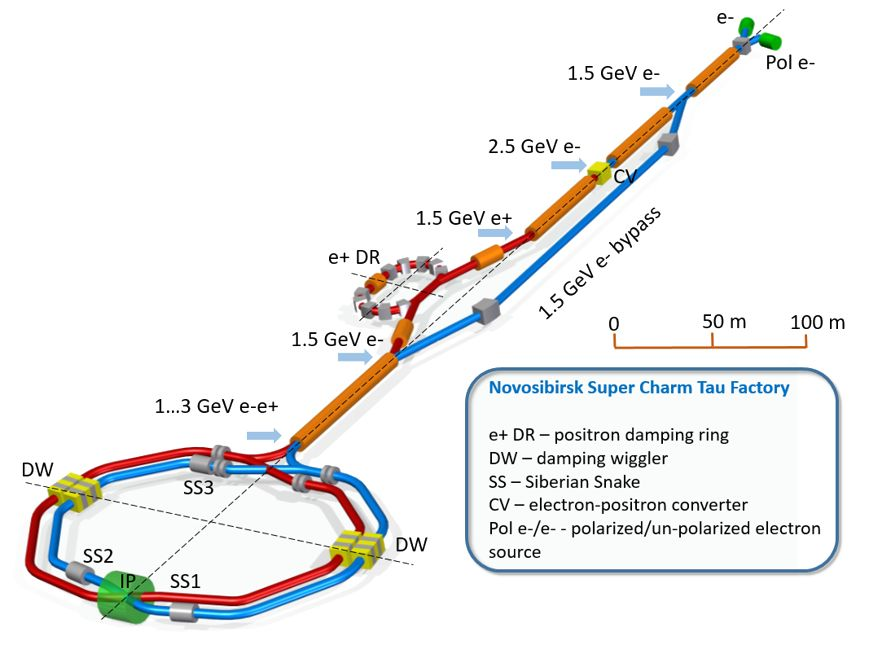 e-
Pol e-
1.5 GeV e-
2.5 GeV e-
CV
1.5 GeV e+
e+ DR
1.5 GeV e- bypass
0
50 m
100 m
1.5 GeV e-
1...3 GeV e-e+
DW
SS3
DW
SS2
IP
SS1
Novosibirsk Super Charm Tau Factory
e+ DR – positron damping ring
DW – damping wiggler
SS – Siberian Snake
CV – electron-positron converter
Pol e-/e- - polarized/un-polarized electron
source